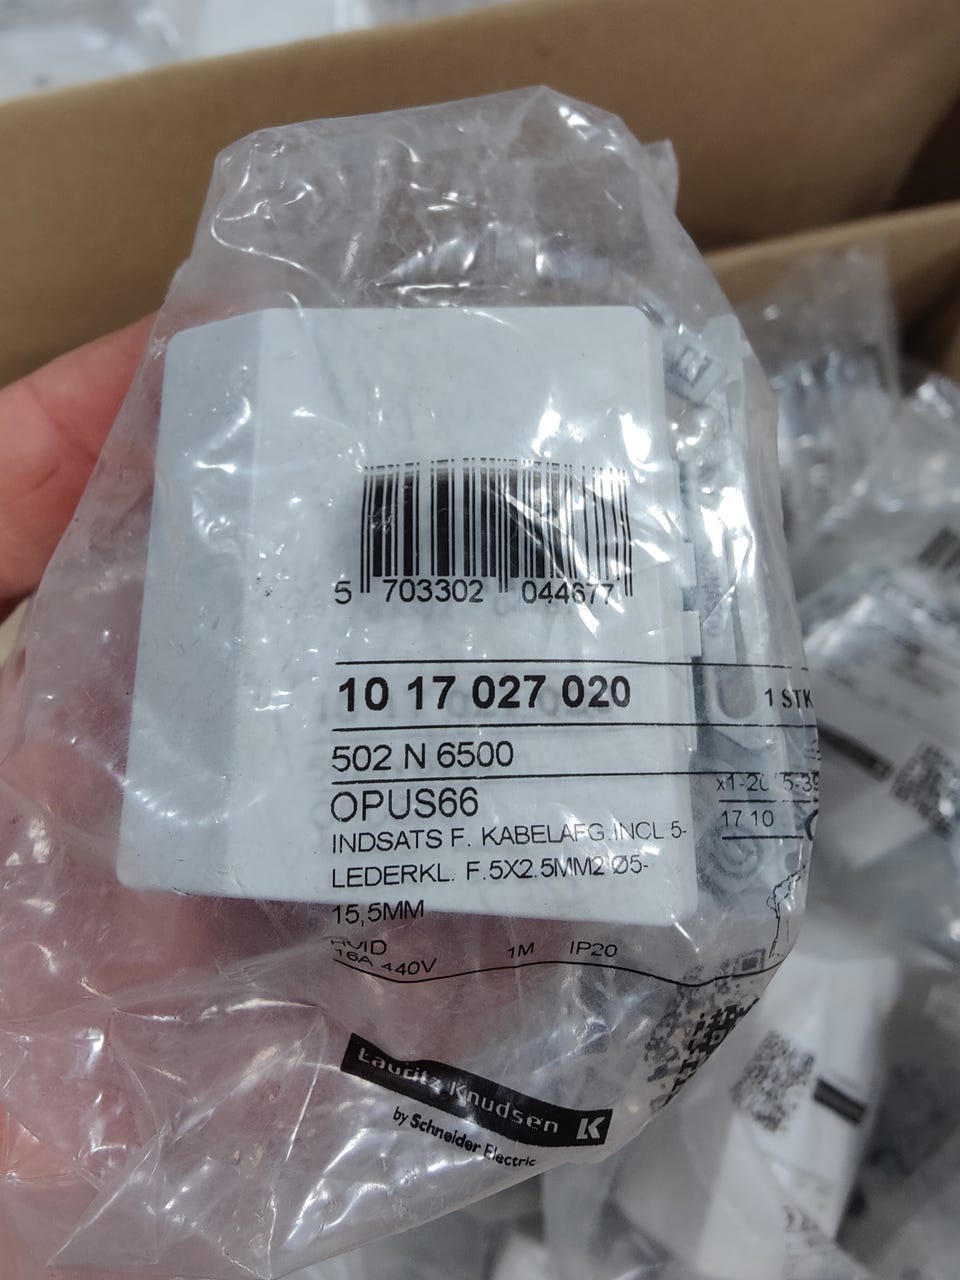 5 703302 044677
10 17 027 020 1 STK
502 N 6500
OPUS66
INDSATS F. KABELAFG.INCL 5-
17 10
LEDERKL. F.5X2.5MM2 Ø5-
15,5MM
HVID 1M IP20
16A 440V
Lauritz Knudsen
by Schneider Electric